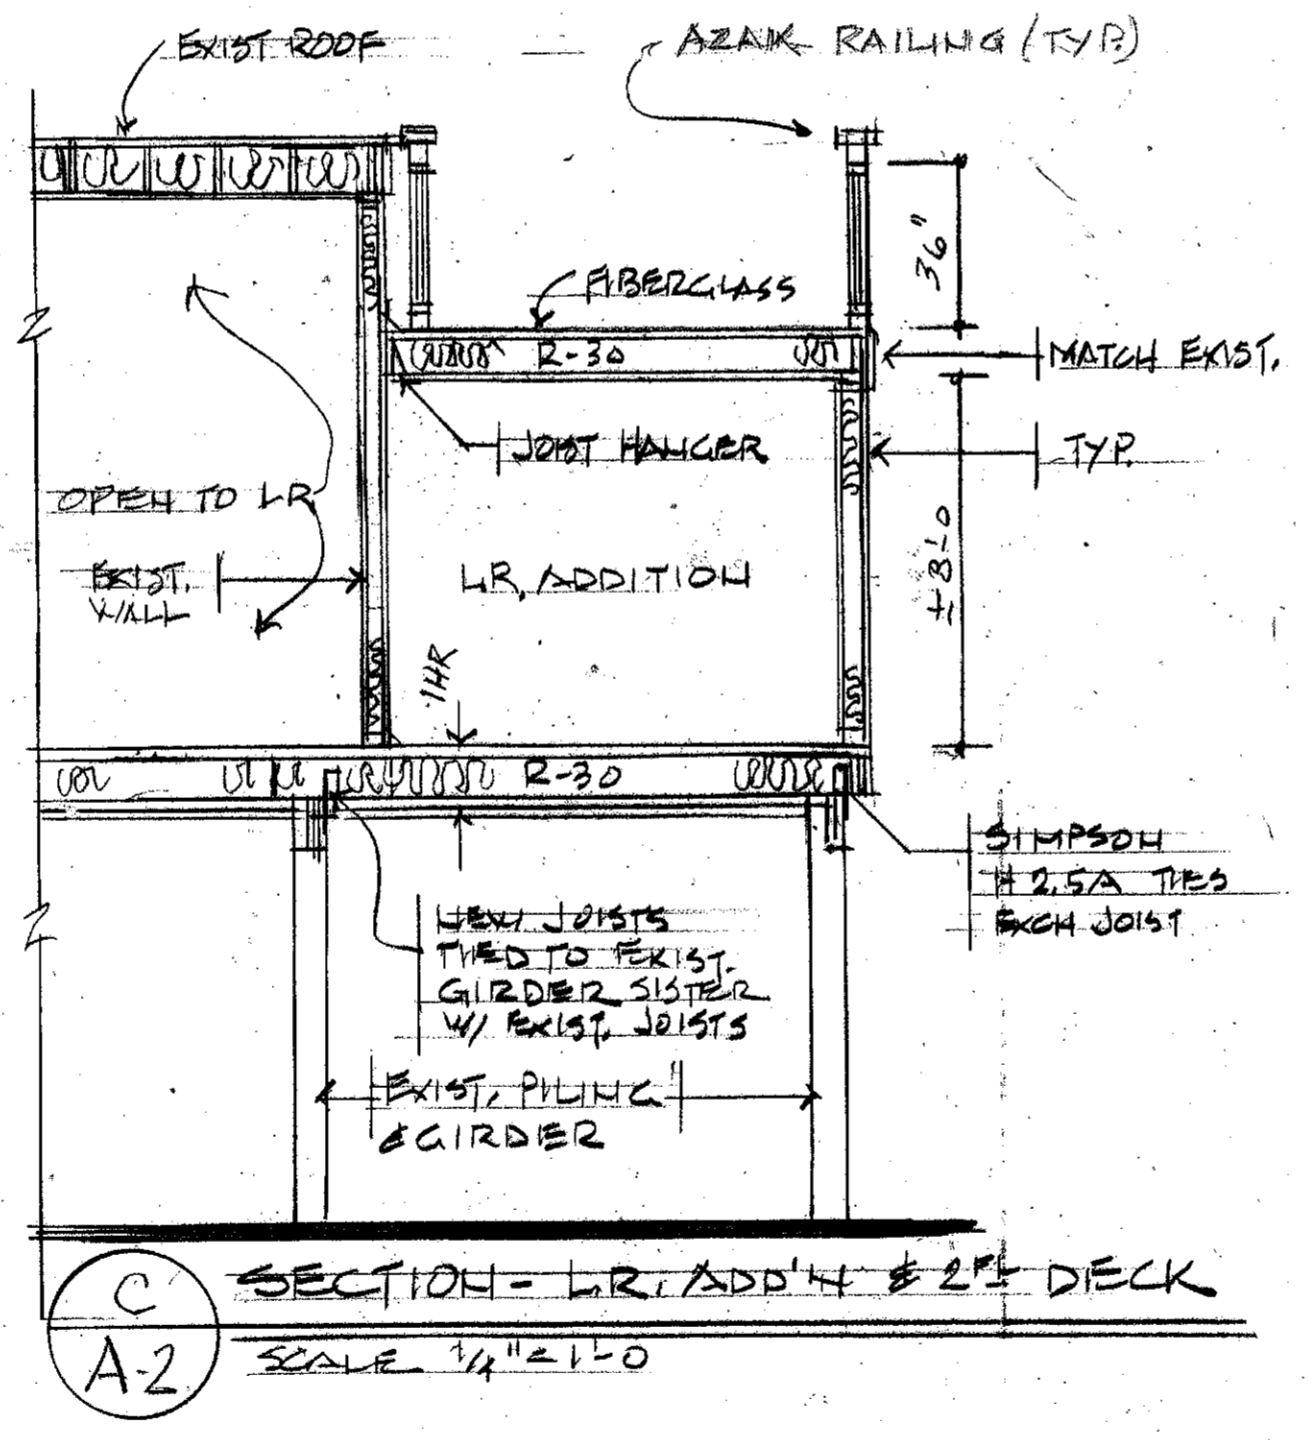 EXIST ROOF
AZAK RAILING (TYP.)
36"
FIBERGLASS
R-30
MATCH EXIST.
JOIST HANGER
TYP.
OPEN TO LR
EXIST.
WALL
LR. ADDITION
±8'-0
1HR
R-30
SIMPSON
H 2.5A TIES
EACH JOIST
NEW JOISTS
TIED TO EXIST.
GIRDER SISTER
W/ EXIST. JOISTS
EXIST. PILING
& GIRDER
C
A-2
SECTION - LR. ADD'N & 2 FL DECK
SCALE 1/4" = 1'-0